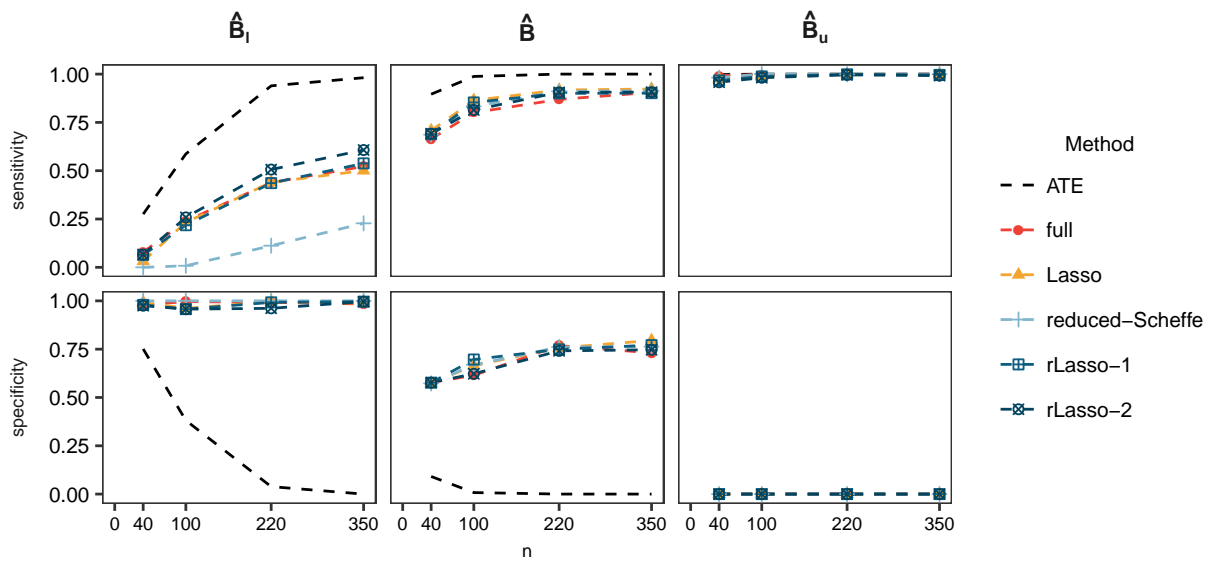 B̂l B̂ B̂u
1.00
0.75
0.50
0.25
0.00
sensitivity
1.00
0.75
0.50
0.25
0.00
specificity
0 40 100 220 350 0 40 100 220 350 0 40 100 220 350
n
Method
ATE
full
Lasso
reduced−Scheffe
rLasso−1
rLasso−2